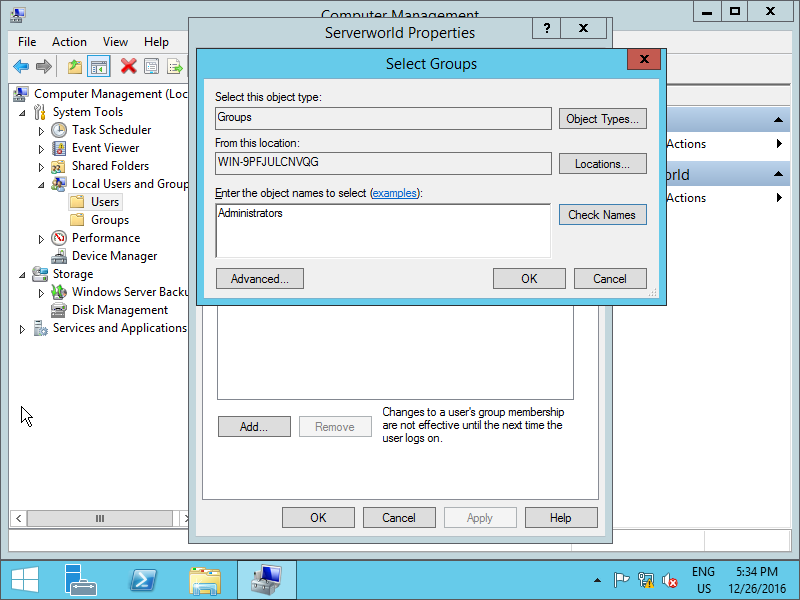 Computer Management
File Action View Help
Serverworld Properties
?
Select Groups
Select this object type:
Groups
Object Types...
From this location:
WIN-9PFJULCNVQG
Locations...
Enter the object names to select (examples):
Administrators
Check Names
Advanced...
OK
Cancel
Computer Management (Loc
System Tools
Task Scheduler
Event Viewer
Shared Folders
Local Users and Group
Users
Groups
Performance
Device Manager
Storage
Windows Server Backu
Disk Management
Services and Applications
Actions
orld
Actions
Add...
Remove
Changes to a user's group membership
are not effective until the next time the
user logs on.
OK
Cancel
Apply
Help
ENG
US
5:34 PM
12/26/2016